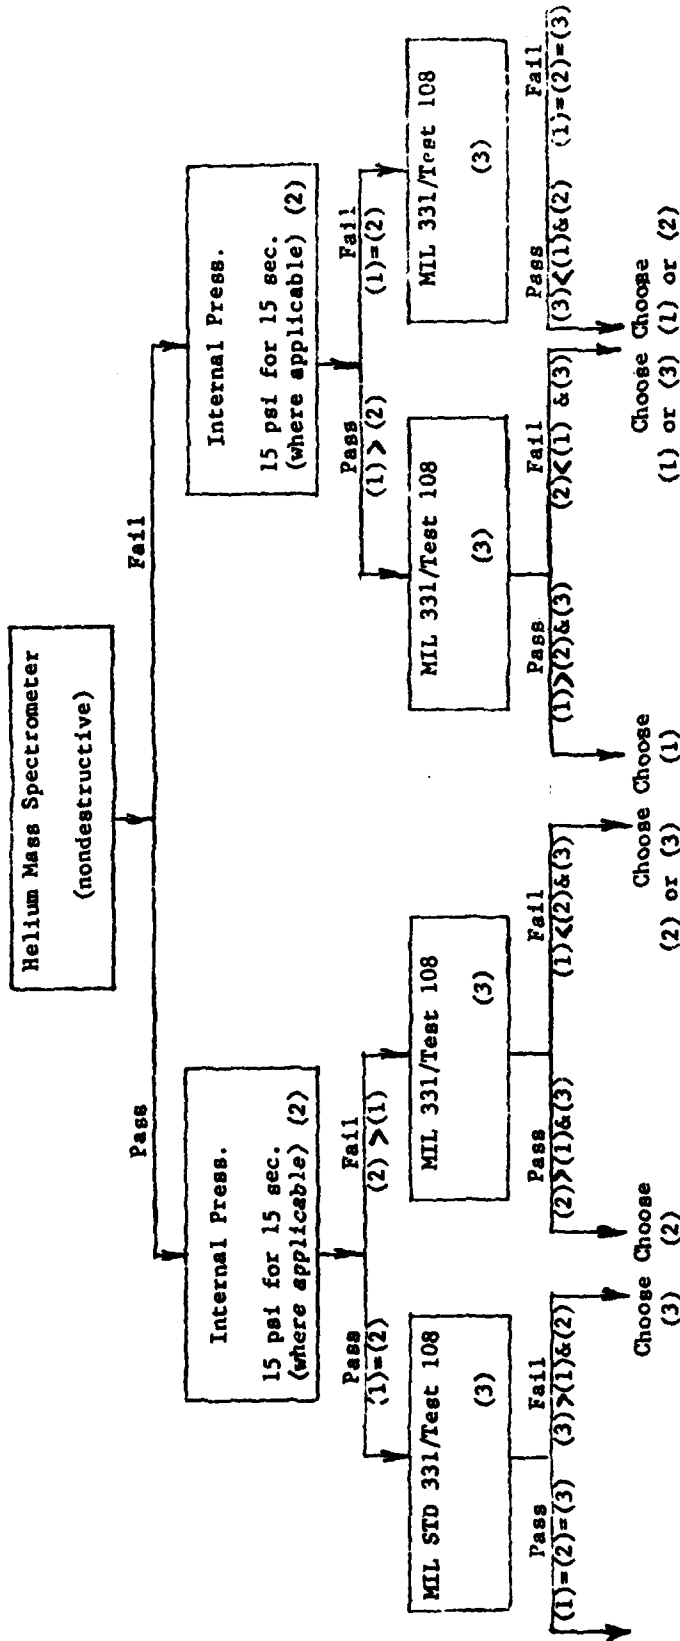 Helium Mass Spectrometer
(nondestructive)
Pass
Fail
Internal Press.
15 psi for 15 sec.
(where applicable) (2)
Internal Press.
15 psi for 15 sec.
(where applicable) (2)
Pass
(1)=(2)
Fail
(2) >(1)
Pass
(1) > (2)
Fail
(1)=(2)
MIL STD 331/Test 108
(3)
MIL 331/Test 108
(3)
MIL 331/Test 108
(3)
MIL 331/Test 108
(3)
Pass
(1)=(2)=(3)
Fail
(3)>(1)&(2)
Pass
(2)>(1)&(3)
Fail
(1)<(2)&(3)
Pass
(1)>(2)&(3)
Fail
(2)<(1) &(3)
Pass
(3)<(1)&(2)
Fail
(1)=(2)=(3)
Choose Choose
(3) (2)
Choose Choose
(2) or (3) (1)
Choose Choose
(1) or (3) (1) or (2)